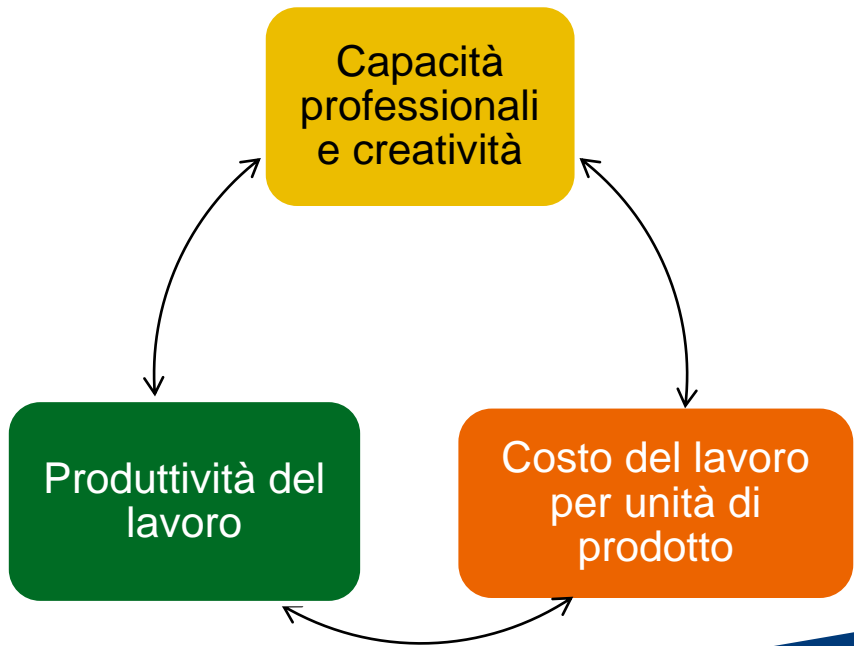 Capacità
professionali
e creatività
Produttività del
lavoro
Costo del lavoro
per unità di
prodotto